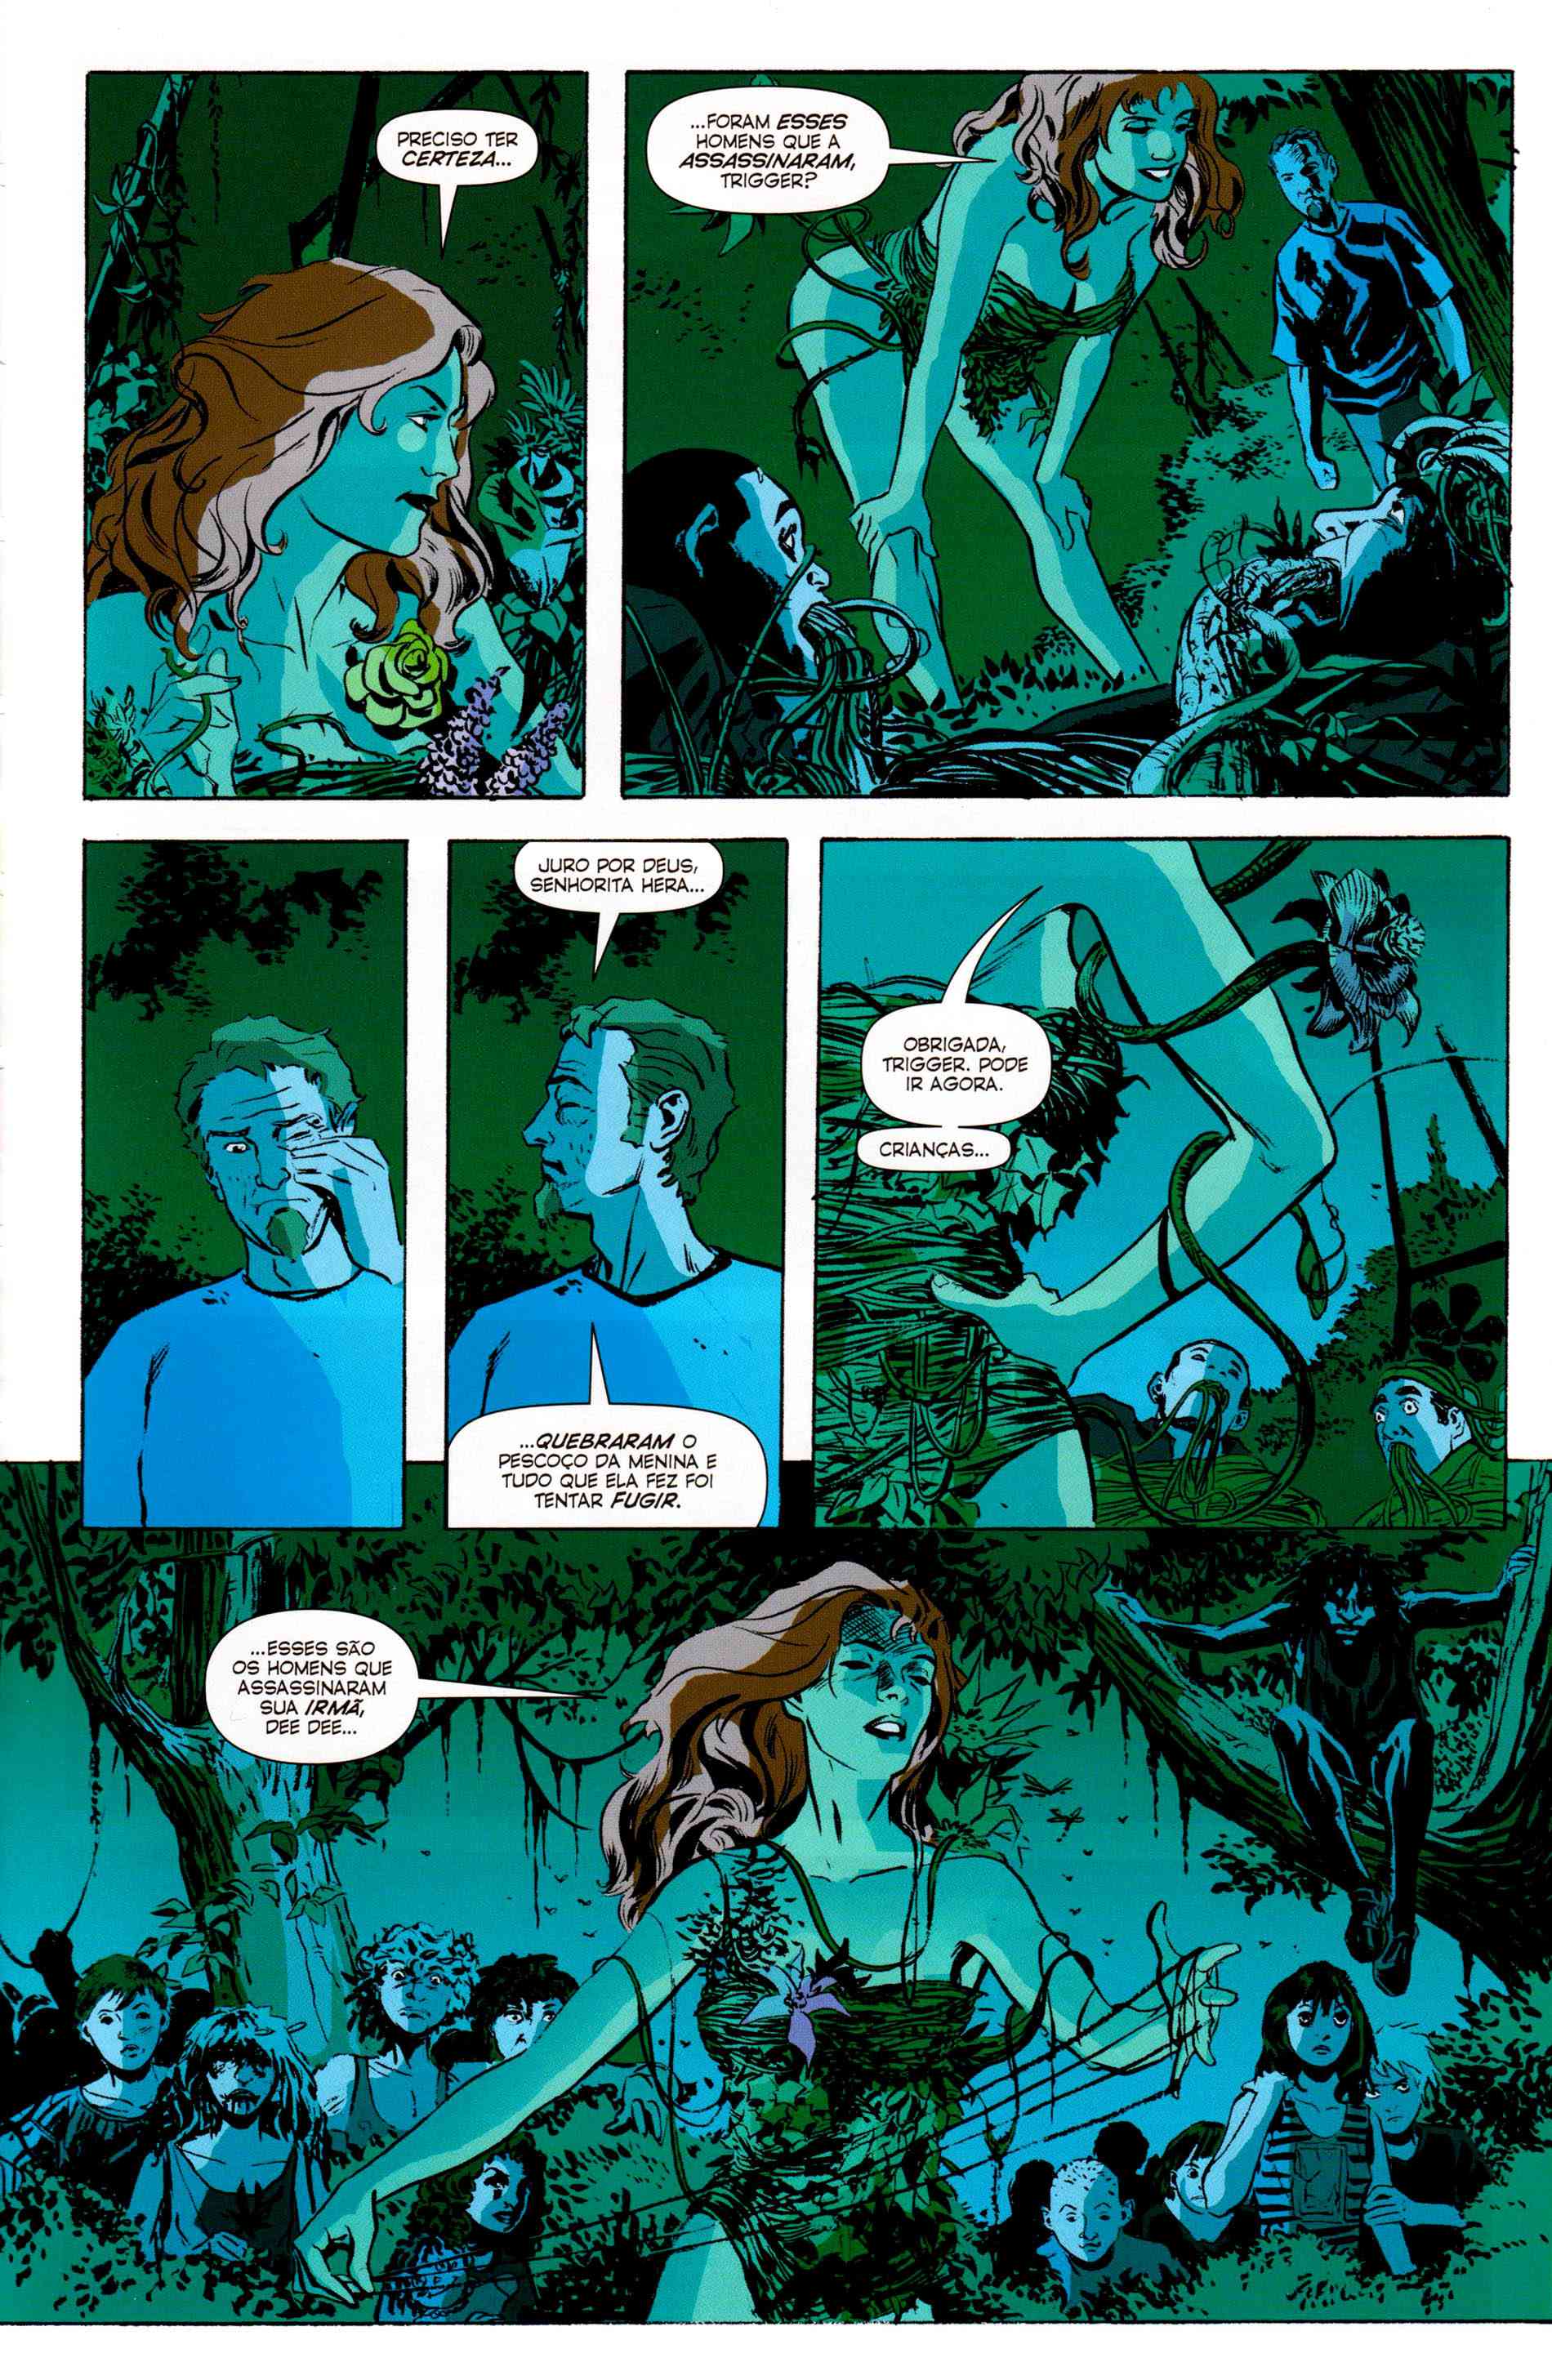 PRECISO TER
CERTEZA...
...FORAM ESSES
HOMENS QUE A
ASSASSINARAM,
TRIGGER?
JURO POR DEUS,
SENHORITA HERA...
...QUEBRARAM O
PESCOÇO DA MENINA E
TUDO QUE ELA FEZ FOI
TENTAR FUGIR.
OBRIGADA,
TRIGGER. PODE
IR AGORA.
CRIANÇAS...
...ESSES SÃO
OS HOMENS QUE
ASSASSINARAM
SUA IRMÃ,
DEE DEE...